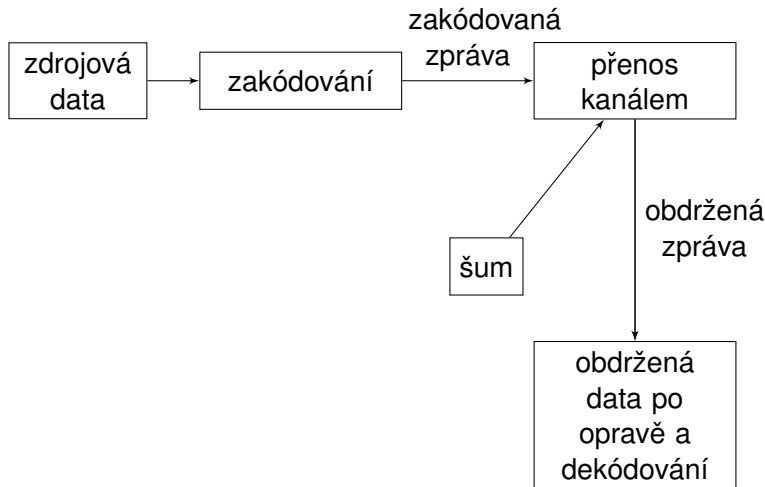 zdrojová
data
zakódování
zakódovaná
zpráva
přenos
kanálem
šum
obdržená
zpráva
obdržená
data po
opravě a
dekódování